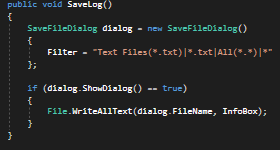 public void SaveLog()
{
SaveFileDialog dialog = new SaveFileDialog()
{
Filter = "Text Files(*.txt)|*.txt|All(*.*)|*"
};
if (dialog.ShowDialog() == true)
{
File.WriteAllText(dialog.FileName, InfoBox);
}
}